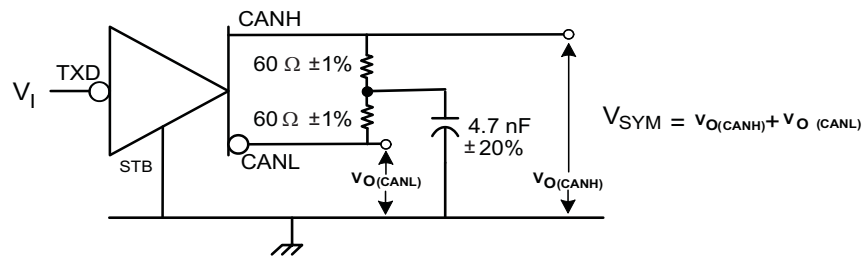 CANH
60 Ω ±1%
TXD
V_I
60 Ω ±1%
4.7 nF
±20%
STB
CANL
V_O(CANL)
V_O(CANH)
V_SYM = V_O(CANH) + V_O (CANL)